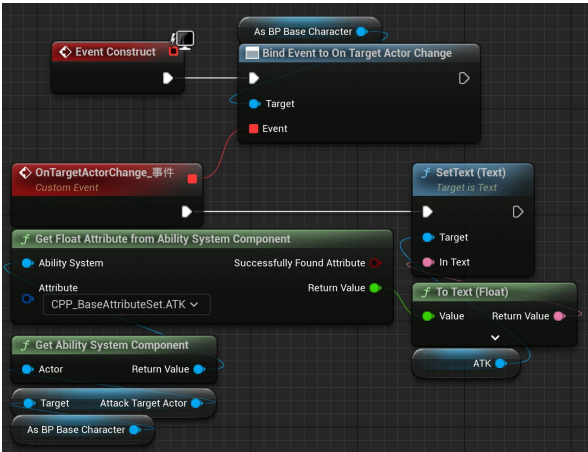 As BP Base Character
Event Construct
Bind Event to On Target Actor Change
Target
Event
OnTargetActorChange_事件
Custom Event
f SetText (Text)
Target is Text
Target
In Text
f Get Float Attribute from Ability System Component
Ability System
Successfully Found Attribute
Attribute
Return Value
CPP_BaseAttributeSet.ATK
f To Text (Float)
Value
Return Value
f Get Ability System Component
Actor
Return Value
ATK
Target
Attack Target Actor
As BP Base Character